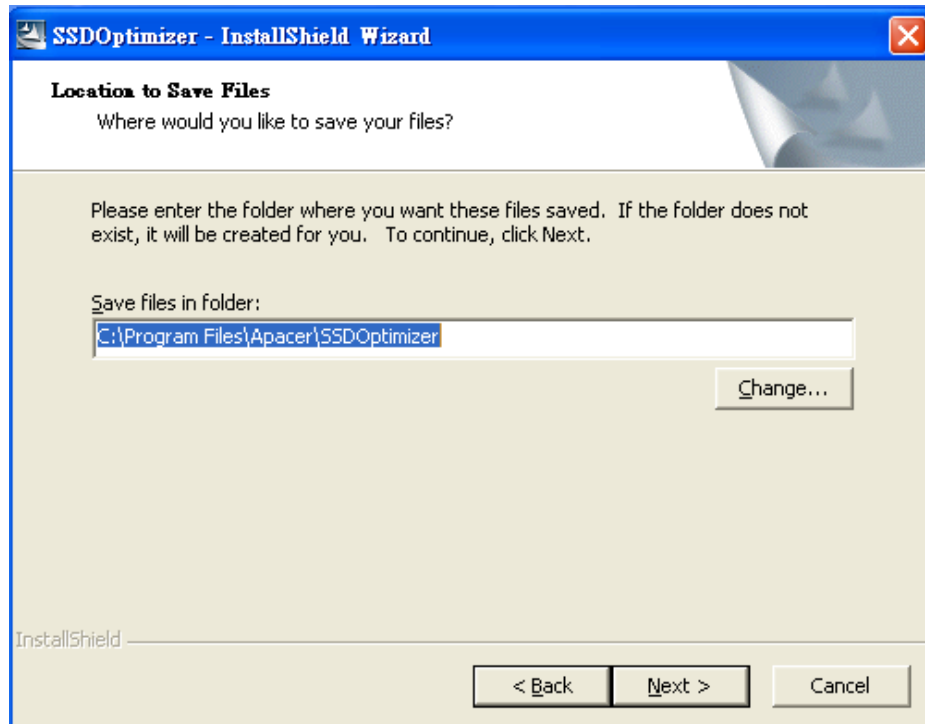 SSDOptimizer - InstallShield Wizard
Location to Save Files
Where would you like to save your files?
Please enter the folder where you want these files saved.  If the folder does not
exist, it will be created for you.   To continue, click Next.
Save files in folder:
C:\Program Files\Apacer\SSDOptimizer
Change...
InstallShield
< Back
Next >
Cancel